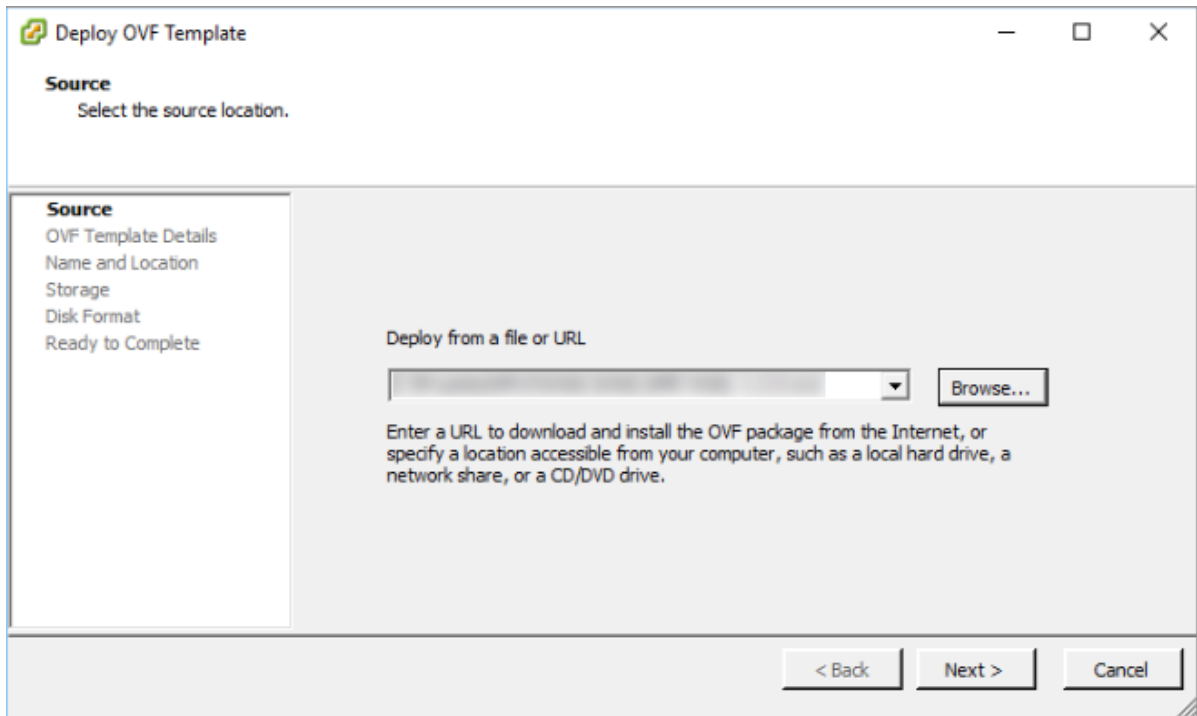 Deploy OVF Template
Source
Select the source location.
Source
OVF Template Details
Name and Location
Storage
Disk Format
Ready to Complete
Deploy from a file or URL
Browse...
Enter a URL to download and install the OVF package from the Internet, or
specify a location accessible from your computer, such as a local hard drive, a
network share, or a CD/DVD drive.
< Back
Next >
Cancel